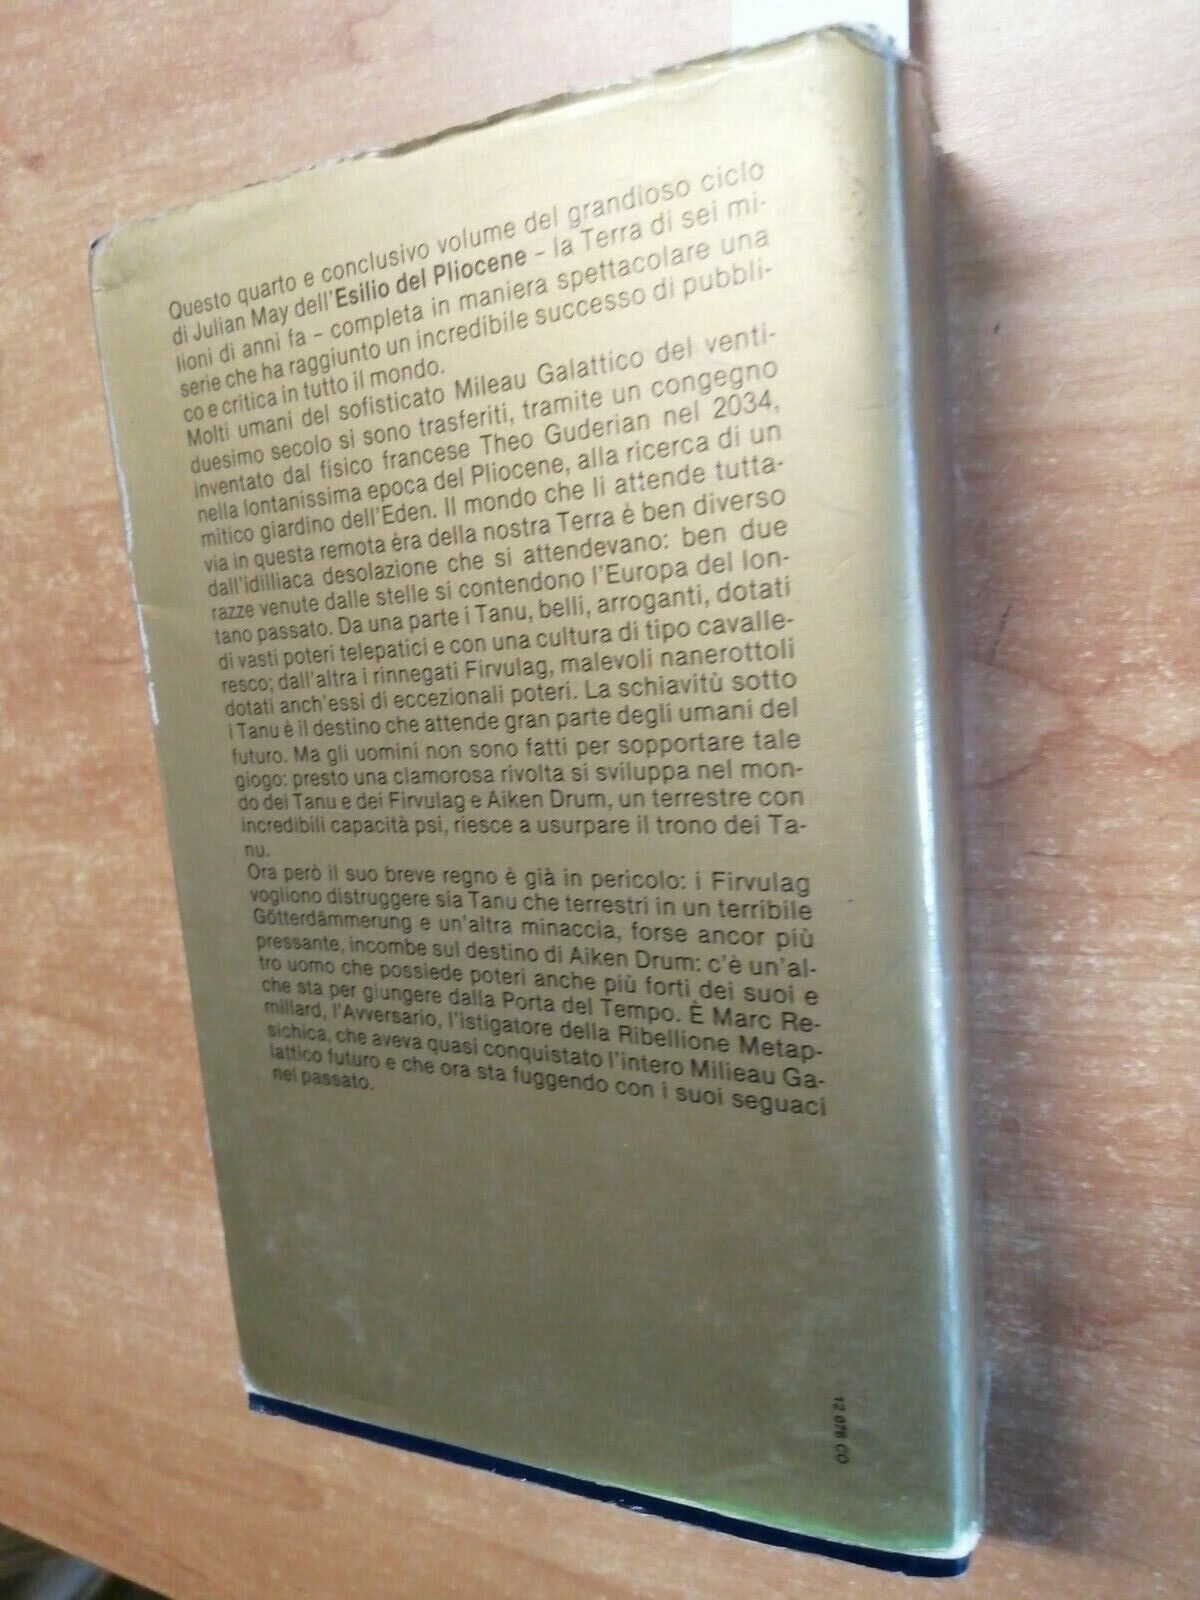 Questo quarto e conclusivo volume del grandioso ciclo
di Julian May dell'Esilio del Pliocene – la Terra di sei mi-
lioni di anni fa – completa in maniera spettacolare una
serie che ha raggiunto un incredibile successo di pubbli-
co e critica in tutto il mondo.
Molti umani del sofisticato Mileau Galattico del venti-
duesimo secolo si sono trasferiti, tramite un congegno
inventato dal fisico francese Theo Guderian nel 2034,
nella lontanissima epoca del Pliocene, alla ricerca di un
mitico giardino dell'Eden. Il mondo che li attende tutta-
via in questa remota èra della nostra Terra è ben diverso
dall'idilliaca desolazione che si attendevano: ben due
razze venute dalle stelle si contendono l'Europa del lon-
tano passato. Da una parte i Tanu, belli, arroganti, dotati
di vasti poteri telepatici e con una cultura di tipo cavalle-
resco; dall'altra i rinnegati Firvulag, malevoli nanerottoli
dotati anch'essi di eccezionali poteri. La schiavitù sotto
i Tanu è il destino che attende gran parte degli umani del
futuro. Ma gli uomini non sono fatti per sopportare tale
giogo: presto una clamorosa rivolta si sviluppa nel mon-
do dei Tanu e dei Firvulag e Aiken Drum, un terrestre con
incredibili capacità psi, riesce a usurpare il trono dei Ta-
nu.
Ora però il suo breve regno è già in pericolo: i Firvulag
vogliono distruggere sia Tanu che terrestri in un terribile
Götterdämmerung e un'altra minaccia, forse ancor più
pressante, incombe sul destino di Aiken Drum: c'è un'al-
tro uomo che possiede poteri anche più forti dei suoi e
che sta per giungere dalla Porta del Tempo. È Marc Re-
millard, l'Avversario, l'istigatore della Ribellione Metap-
sichica, che aveva quasi conquistato l'intero Milieau Ga-
lattico futuro e che ora sta fuggendo con i suoi seguaci
nel passato.
12 076 CO